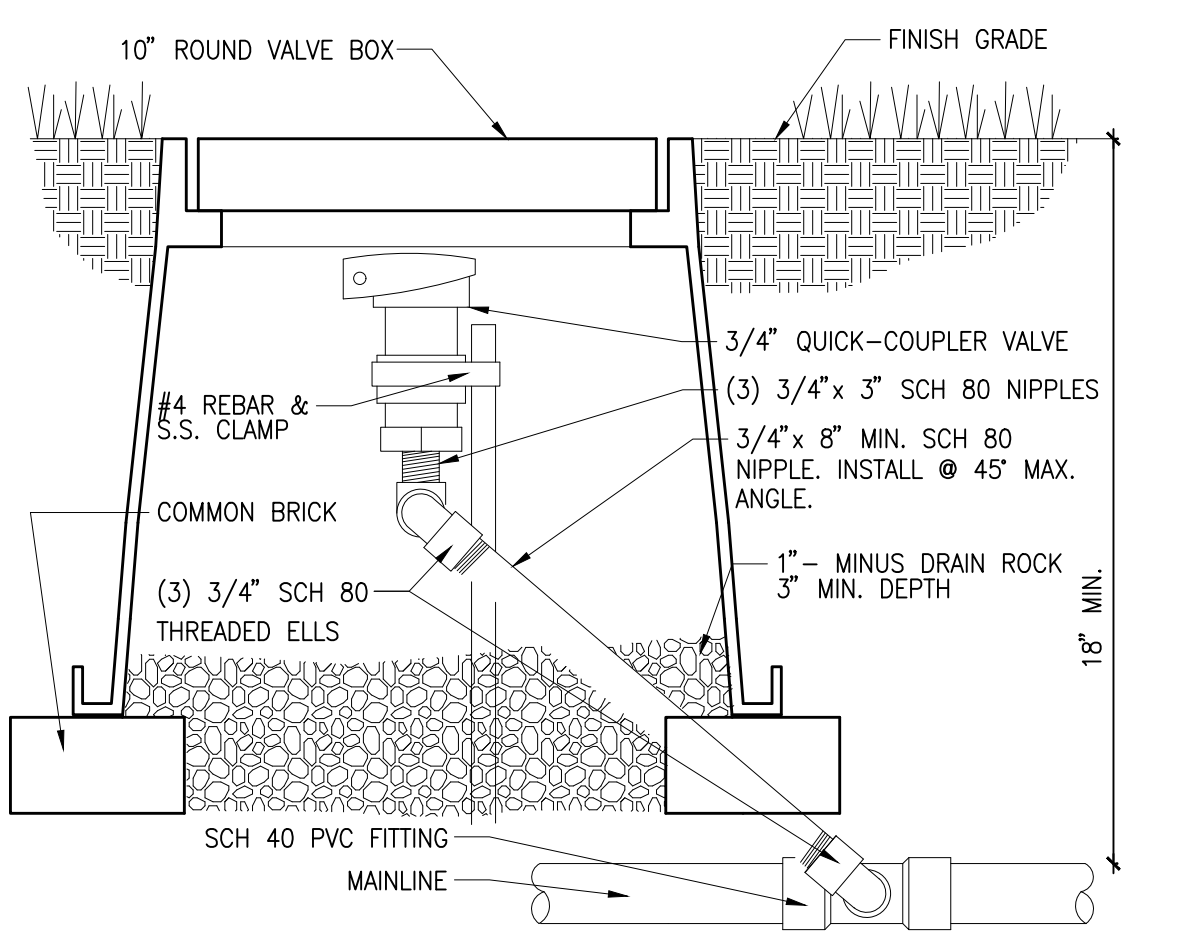 10” ROUND VALVE BOX
FINISH GRADE
3/4” QUICK–COUPLER VALVE
(3) 3/4”x 3” SCH 80 NIPPLES
#4 REBAR &
S.S. CLAMP
3/4”x 8” MIN. SCH 80
NIPPLE. INSTALL @ 45° MAX.
ANGLE.
COMMON BRICK
1”– MINUS DRAIN ROCK
3” MIN. DEPTH
(3) 3/4” SCH 80
THREADED ELLS
18” MIN.
SCH 40 PVC FITTING
MAINLINE